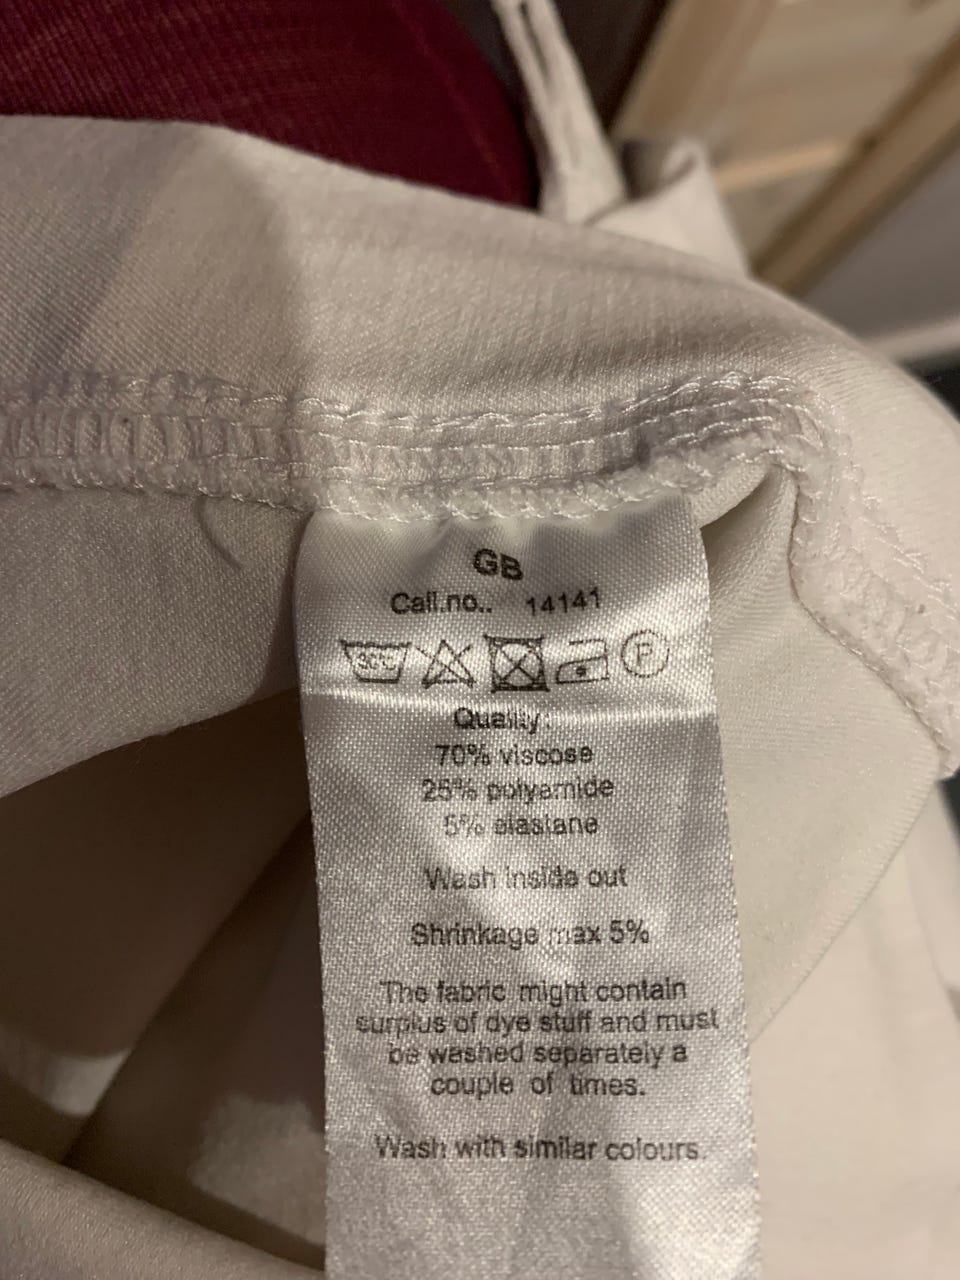 GB
Call.no.. 14141
30°C P
Quality:
70% viscose
25% polyamide
5% elastane
Wash inside out
Shrinkage max 5%
The fabric might contain
surplus of dye stuff and must
be washed separately a
couple of times.
Wash with similar colours.